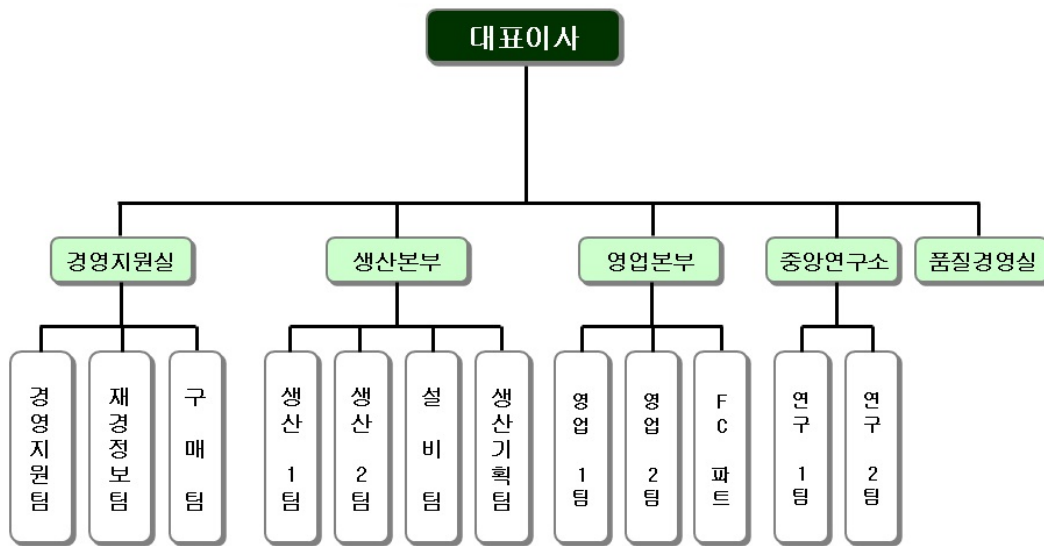 대표이사
경영지원실
생산본부
영업본부
중앙연구소
품질경영실
경영지원팀
재경정보팀
구매팀
생산 1팀
생산 2팀
설비팀
생산기획팀
영업 1팀
영업 2팀
FC 파트
연구 1팀
연구 2팀